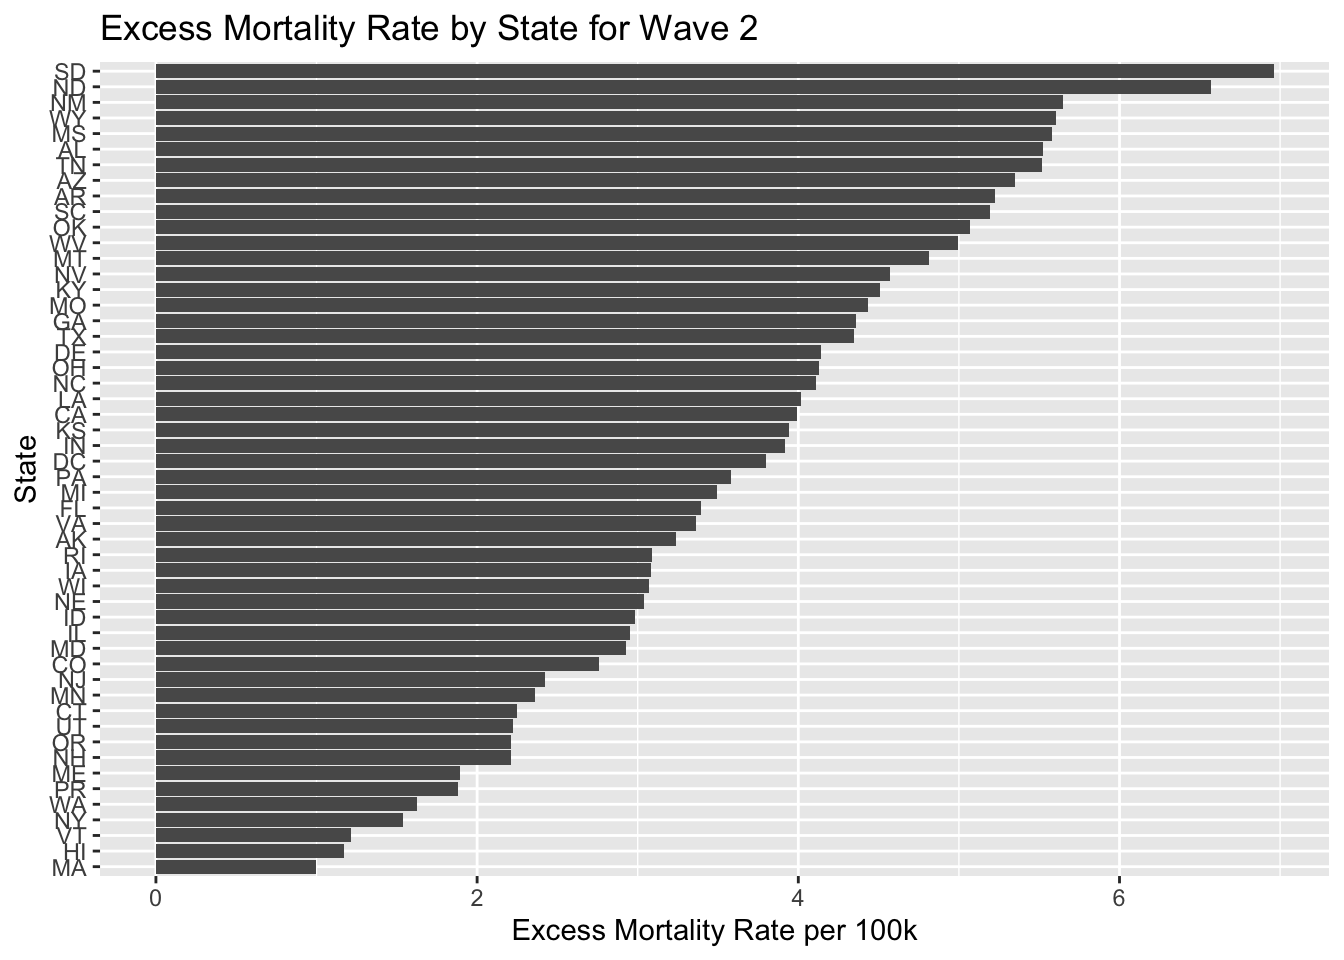 Excess Mortality Rate by State for Wave 2
SD
ND
NM
WY
MS
AL
TN
AZ
AR
SC
OK
WV
MT
NV
KY
MO
GA
TX
DE
OH
NC
LA
CA
KS
IN
DC
PA
MI
FL
VA
AK
RI
IA
WI
NE
ID
IL
MD
CO
NJ
MN
CT
UT
OR
NH
ME
PR
WA
NY
VT
HI
MA
State
0 2 4 6
Excess Mortality Rate per 100k